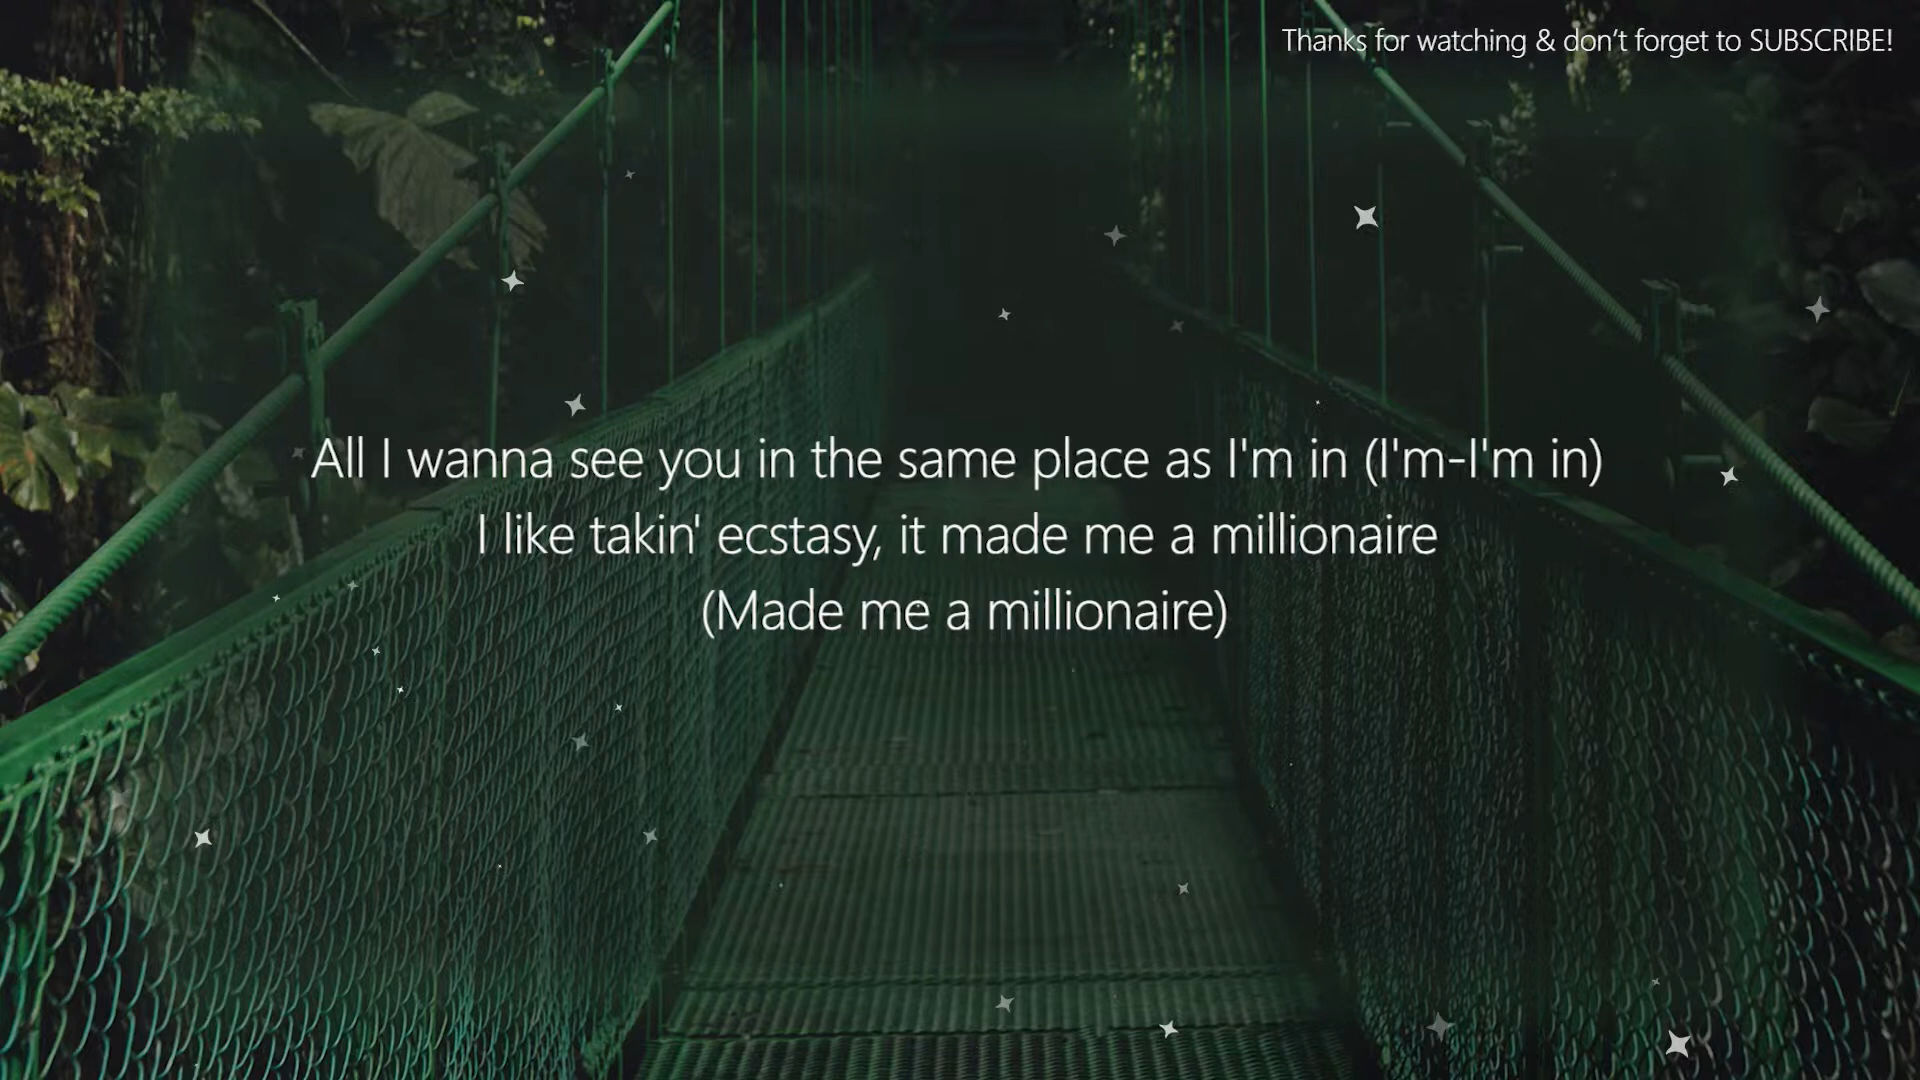 Thanks for watching & don’t forget to SUBSCRIBE!
All I wanna see you in the same place as I'm in (I'm-I'm in)
I like takin' ecstasy, it made me a millionaire
(Made me a millionaire)